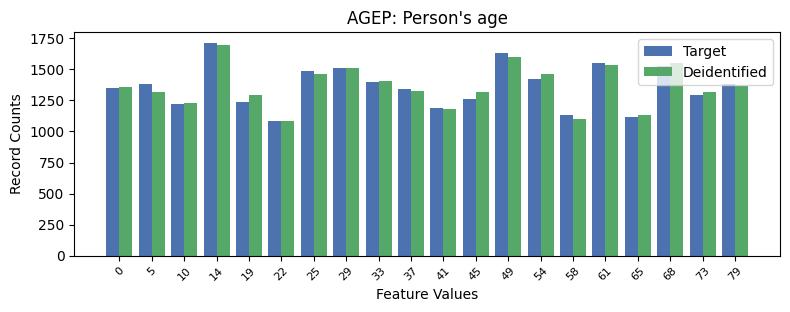 AGEP: Person's age
Record Counts
1750
1500
1250
1000
750
500
250
0
Target
Deidentified
0 5 10 14 19 22 25 29 33 37 41 45 49 54 58 61 65 68 73 79
Feature Values